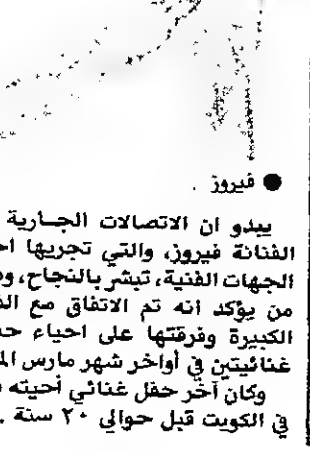 ● فيروز .
يبدو ان الاتصالات الجارية
الفنانة فيروز، والتي تجريها
الجهات الفنية، تبشر بالنجاح،
من يؤكد انه تم الاتفاق مع
الكبيرة وفرقتها على احياء
غنائيتين في أواخر شهر مارس
وكان آخر حفل غنائي أحيته
في الكويت قبل حوالي ٢٠ سنة .